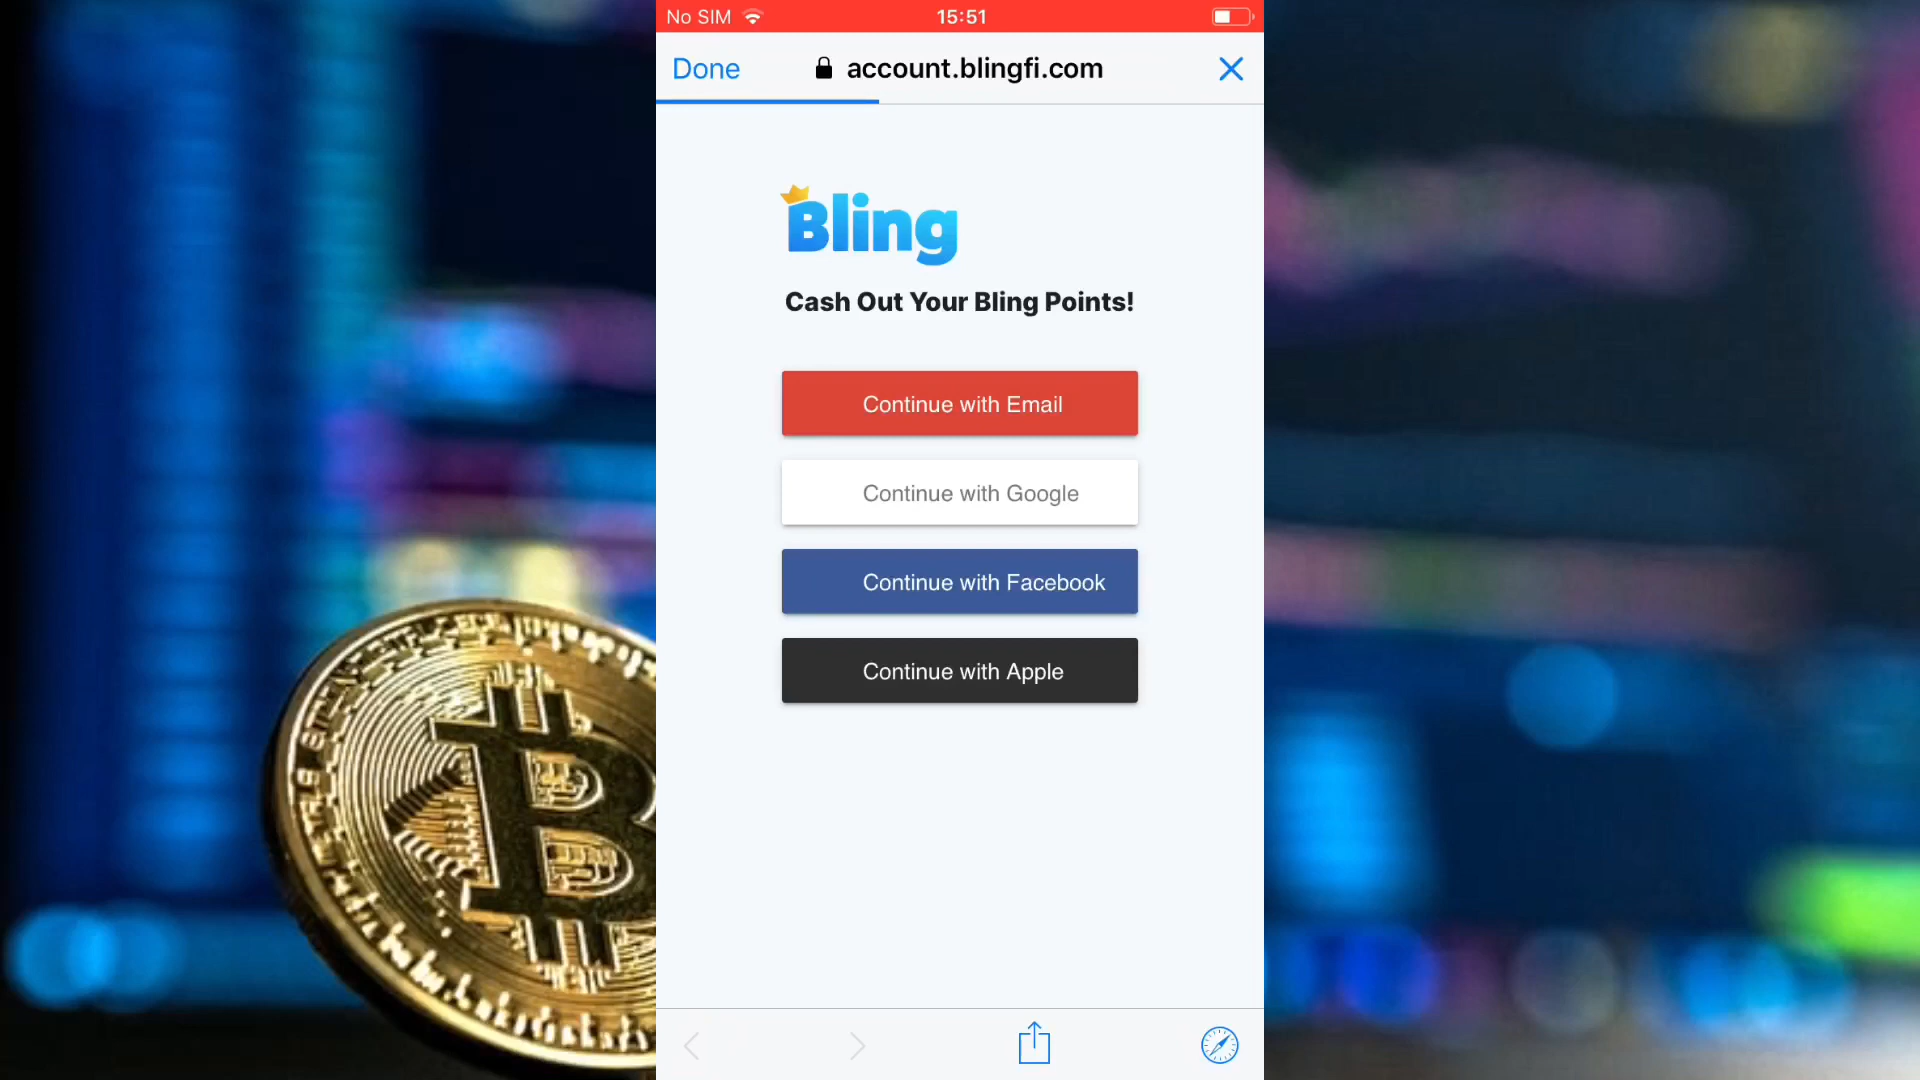 No SIM
15:51
Done
account.blingfi.com
Bling
Cash Out Your Bling Points!
Continue with Email
Continue with Google
Continue with Facebook
Continue with Apple